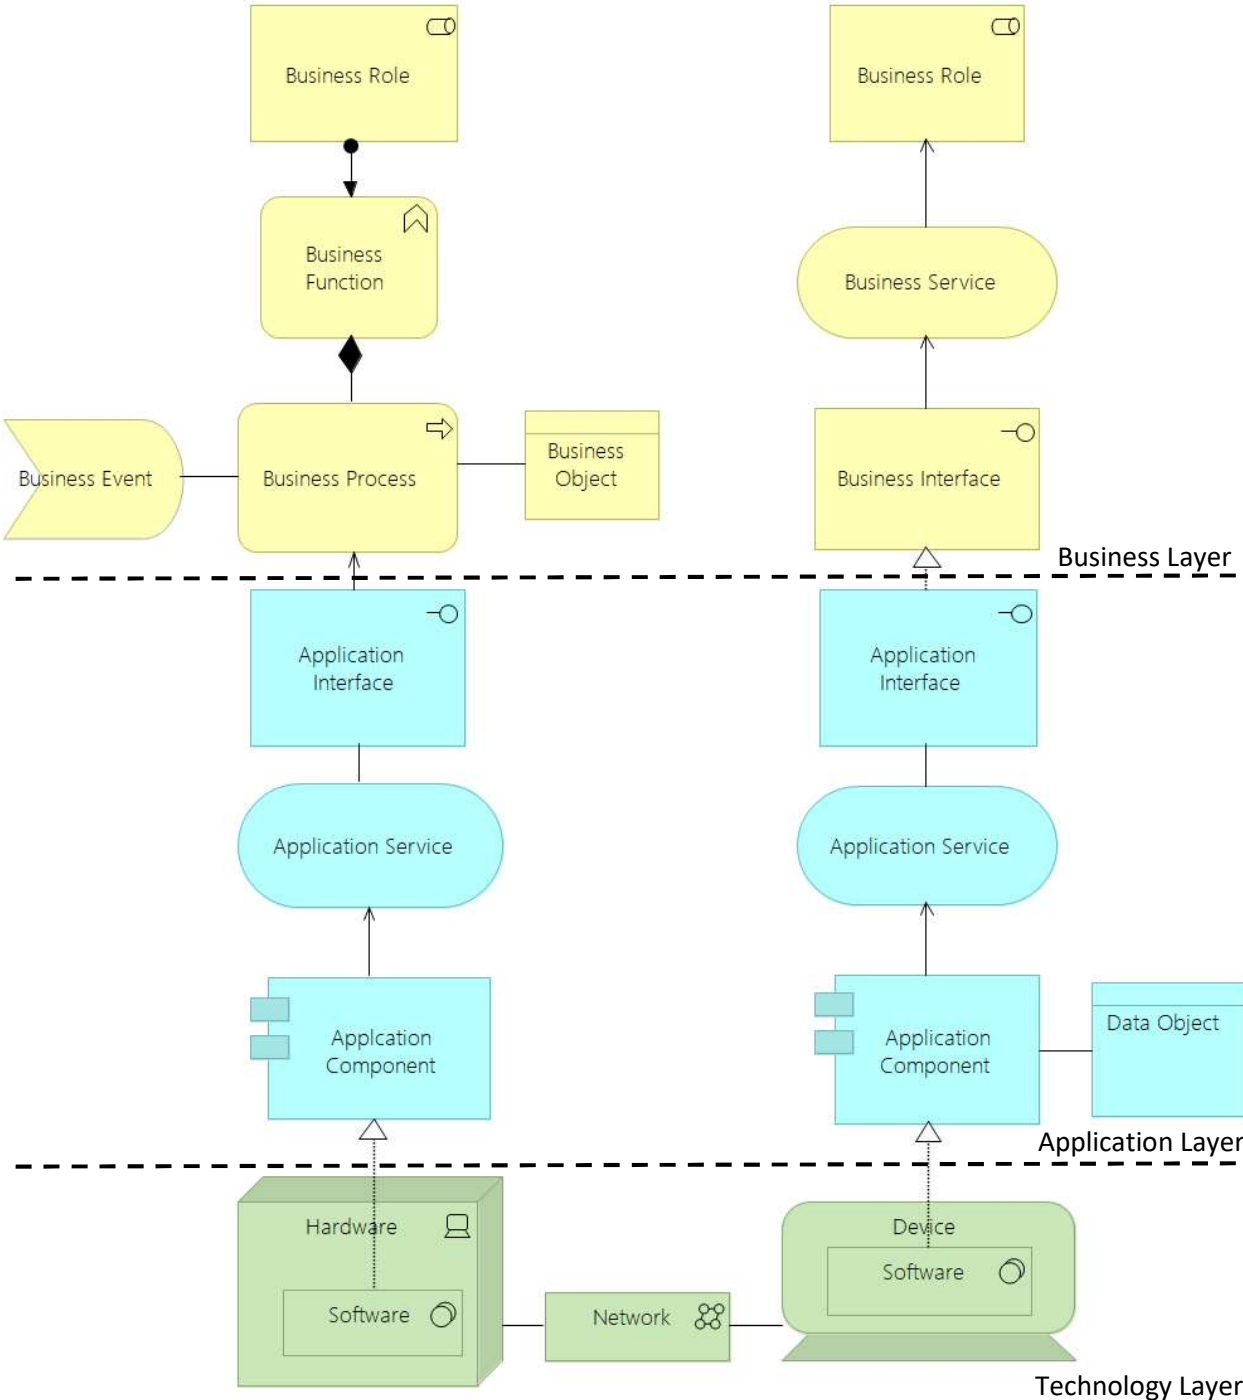 Business Role
Business Role
Business
Function
Business Service
Business Event
Business Process
Business
Object
Business Interface
Business Layer
Application
Interface
Application
Interface
Application Service
Application Service
Applcation
Component
Application
Component
Data Object
Application Layer
Hardware
Device
Software
Software
Network
Technology Layer